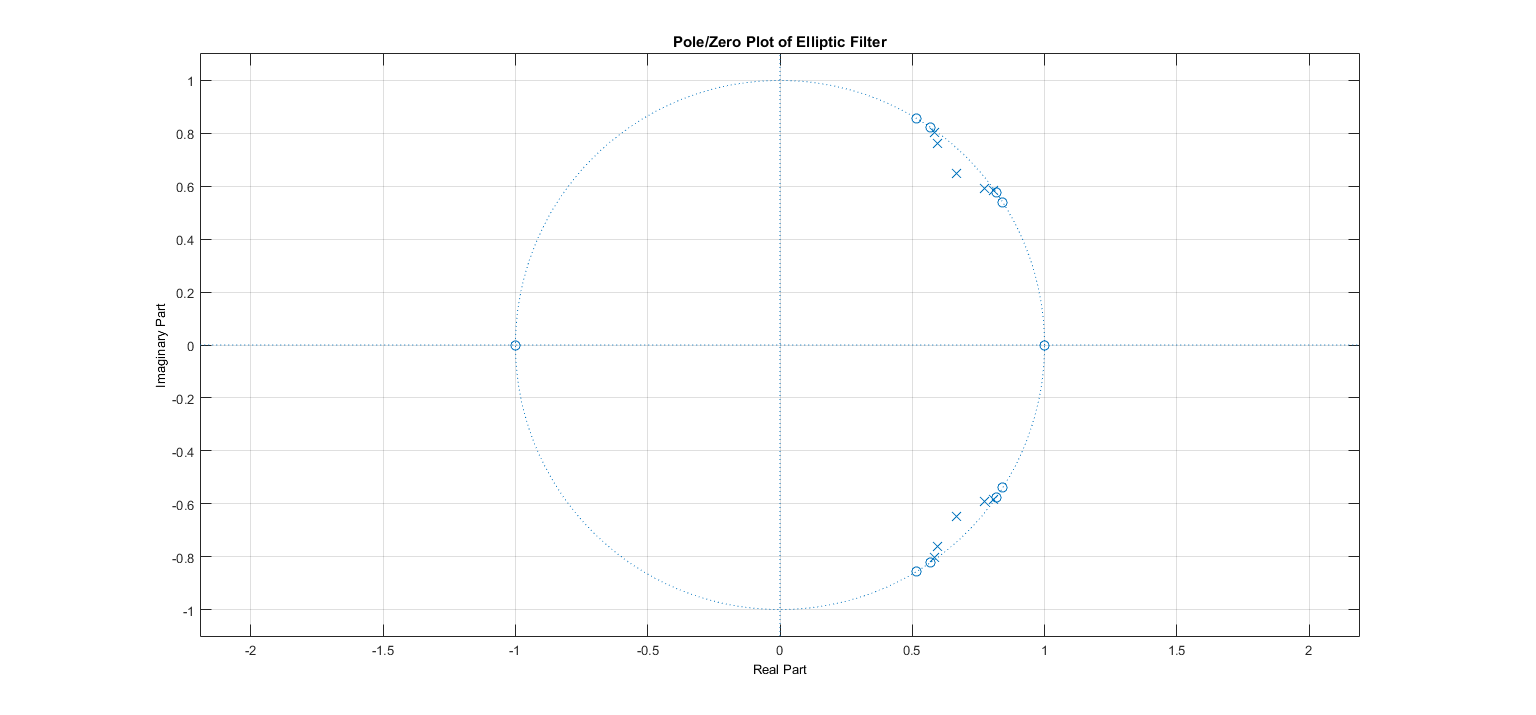 Pole/Zero Plot of Elliptic Filter
1
0.8
0.6
0.4
0.2
0
-0.2
-0.4
-0.6
-0.8
-1
Imaginary Part
-2 -1.5 -1 -0.5 0 0.5 1 1.5 2
Real Part